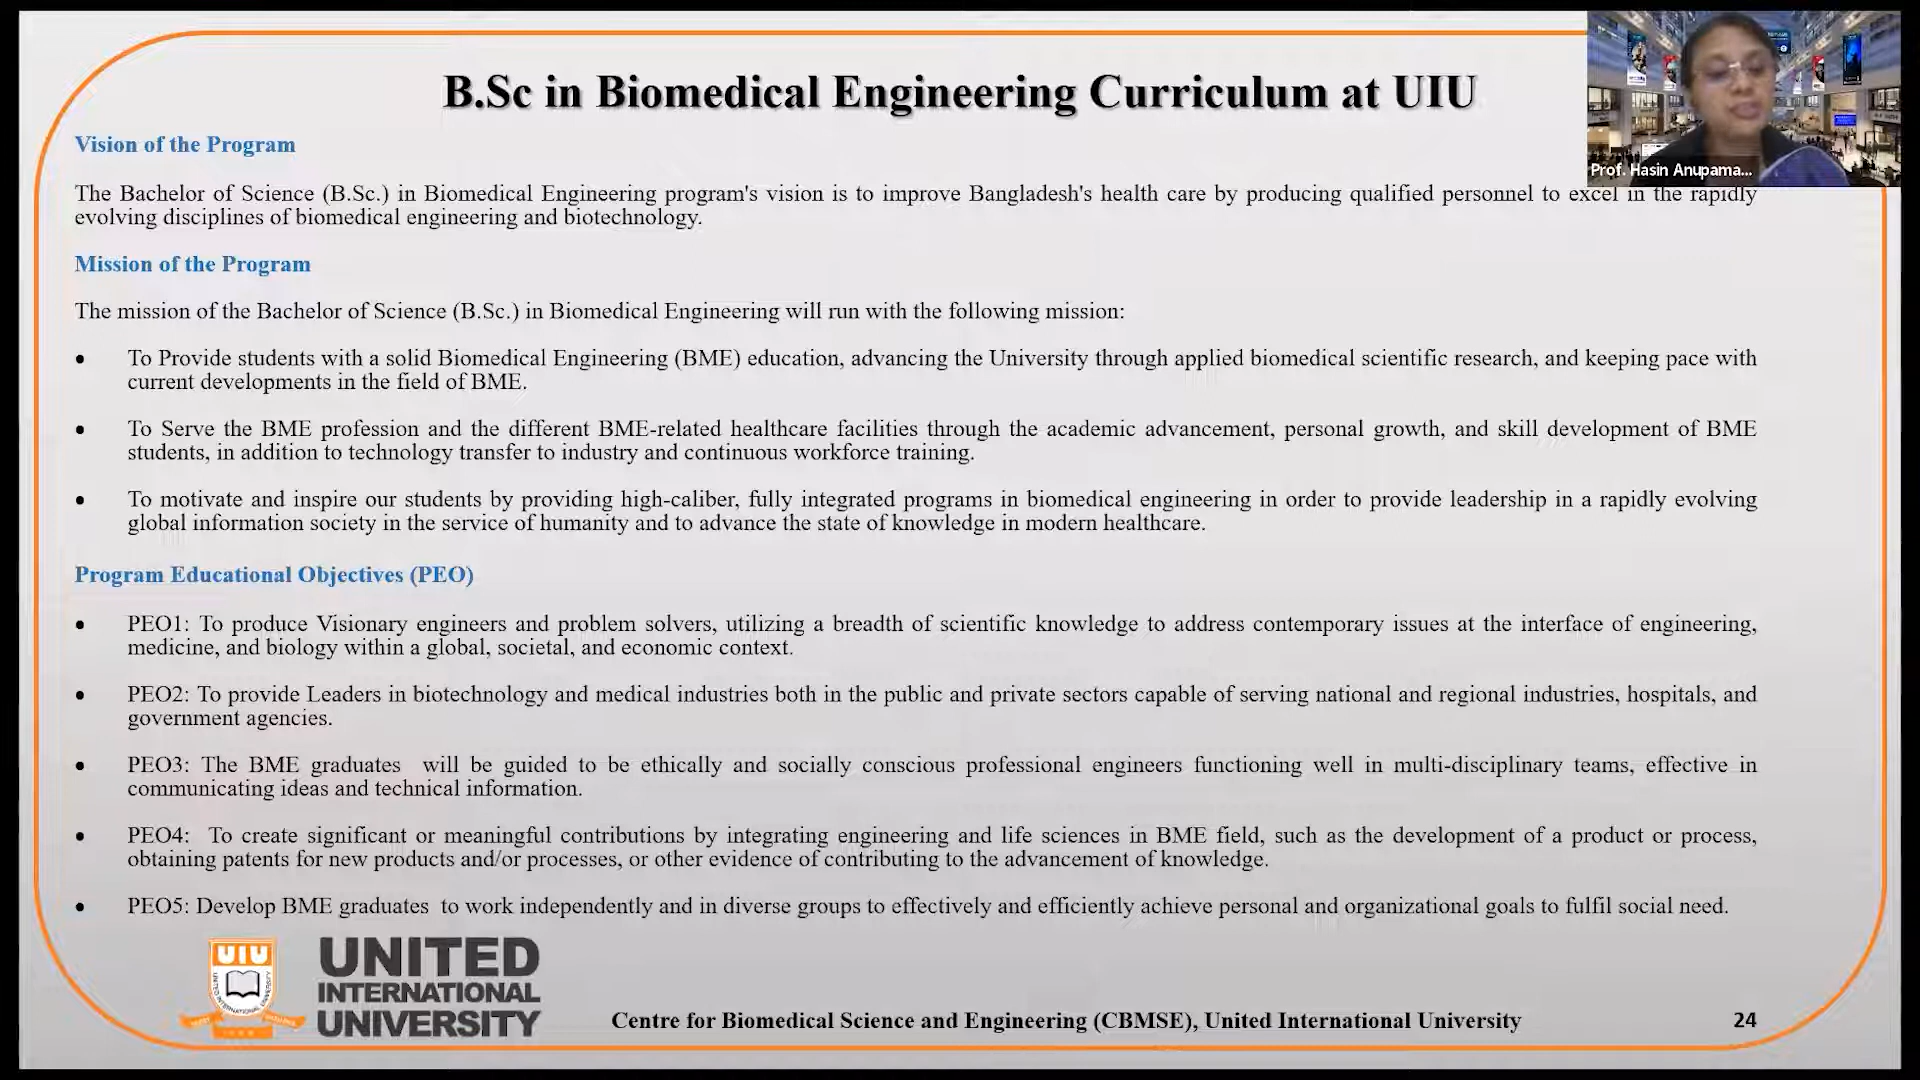 B.Sc in Biomedical Engineering Curriculum at UIU
Prof. Hasin Anupama...
Vision of the Program
The Bachelor of Science (B.Sc.) in Biomedical Engineering program's vision is to improve Bangladesh's health care by producing qualified personnel to excel in the rapidly
evolving disciplines of biomedical engineering and biotechnology.
Mission of the Program
The mission of the Bachelor of Science (B.Sc.) in Biomedical Engineering will run with the following mission:
• To Provide students with a solid Biomedical Engineering (BME) education, advancing the University through applied biomedical scientific research, and keeping pace with
current developments in the field of BME.
• To Serve the BME profession and the different BME-related healthcare facilities through the academic advancement, personal growth, and skill development of BME
students, in addition to technology transfer to industry and continuous workforce training.
• To motivate and inspire our students by providing high-caliber, fully integrated programs in biomedical engineering in order to provide leadership in a rapidly evolving
global information society in the service of humanity and to advance the state of knowledge in modern healthcare.
Program Educational Objectives (PEO)
• PEO1: To produce Visionary engineers and problem solvers, utilizing a breadth of scientific knowledge to address contemporary issues at the interface of engineering,
medicine, and biology within a global, societal, and economic context.
• PEO2: To provide Leaders in biotechnology and medical industries both in the public and private sectors capable of serving national and regional industries, hospitals, and
government agencies.
• PEO3: The BME graduates will be guided to be ethically and socially conscious professional engineers functioning well in multi-disciplinary teams, effective in
communicating ideas and technical information.
• PEO4: To create significant or meaningful contributions by integrating engineering and life sciences in BME field, such as the development of a product or process,
obtaining patents for new products and/or processes, or other evidence of contributing to the advancement of knowledge.
• PEO5: Develop BME graduates to work independently and in diverse groups to effectively and efficiently achieve personal and organizational goals to fulfil social need.
UIU
UNITED
INTERNATIONAL
UNIVERSITY
Centre for Biomedical Science and Engineering (CBMSE), United International University
24